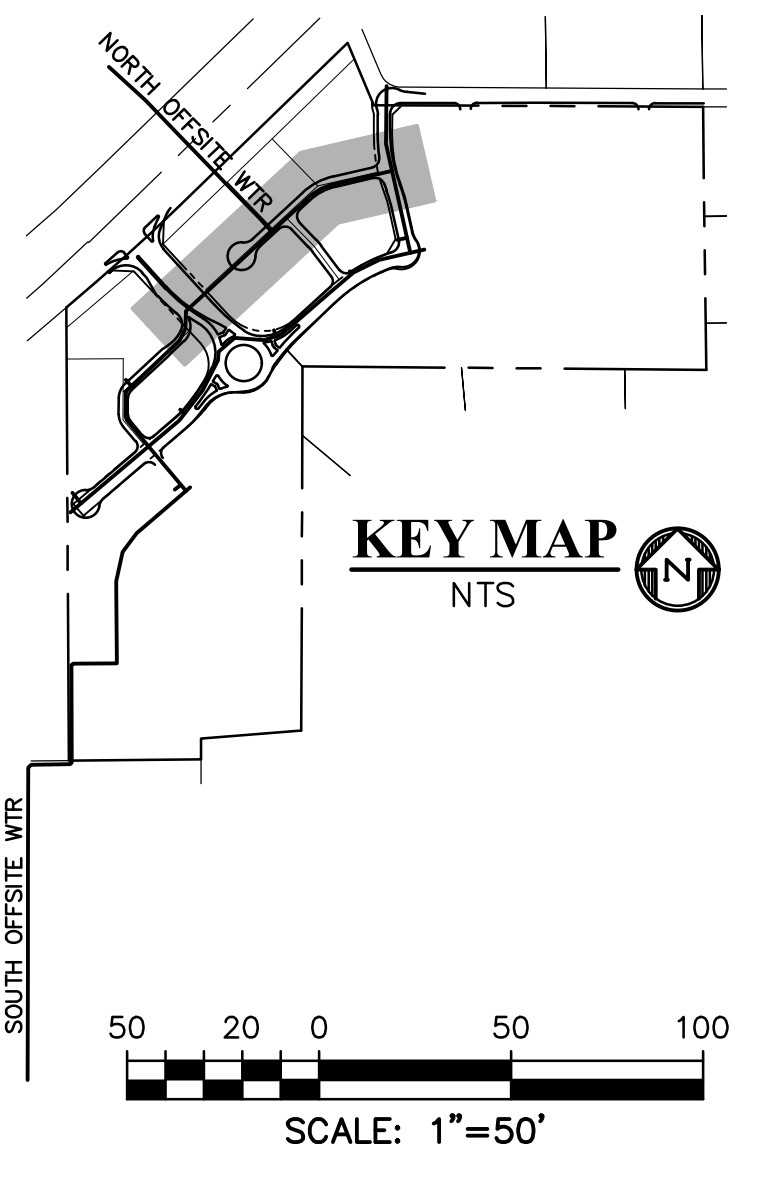 NORTH OFFSITE WTR
KEY MAP
NTS
N
SOUTH OFFSITE WTR
50 20 0 50 100
SCALE: 1"=50'